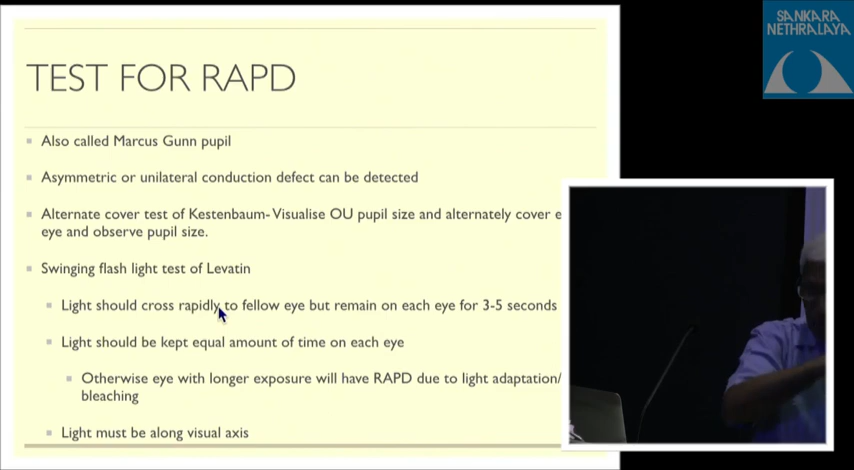 SANKARA
NETHRALAYA
TEST FOR RAPD
Also called Marcus Gunn pupil
Asymmetric or unilateral conduction defect can be detected
Alternate cover test of Kestenbaum- Visualise OU pupil size and alternately cover
eye and observe pupil size.
Swinging flash light test of Levatin
Light should cross rapidly to fellow eye but remain on each eye for 3-5 seconds
Light should be kept equal amount of time on each eye
Otherwise eye with longer exposure will have RAPD due to light adaptation/
bleaching
Light must be along visual axis